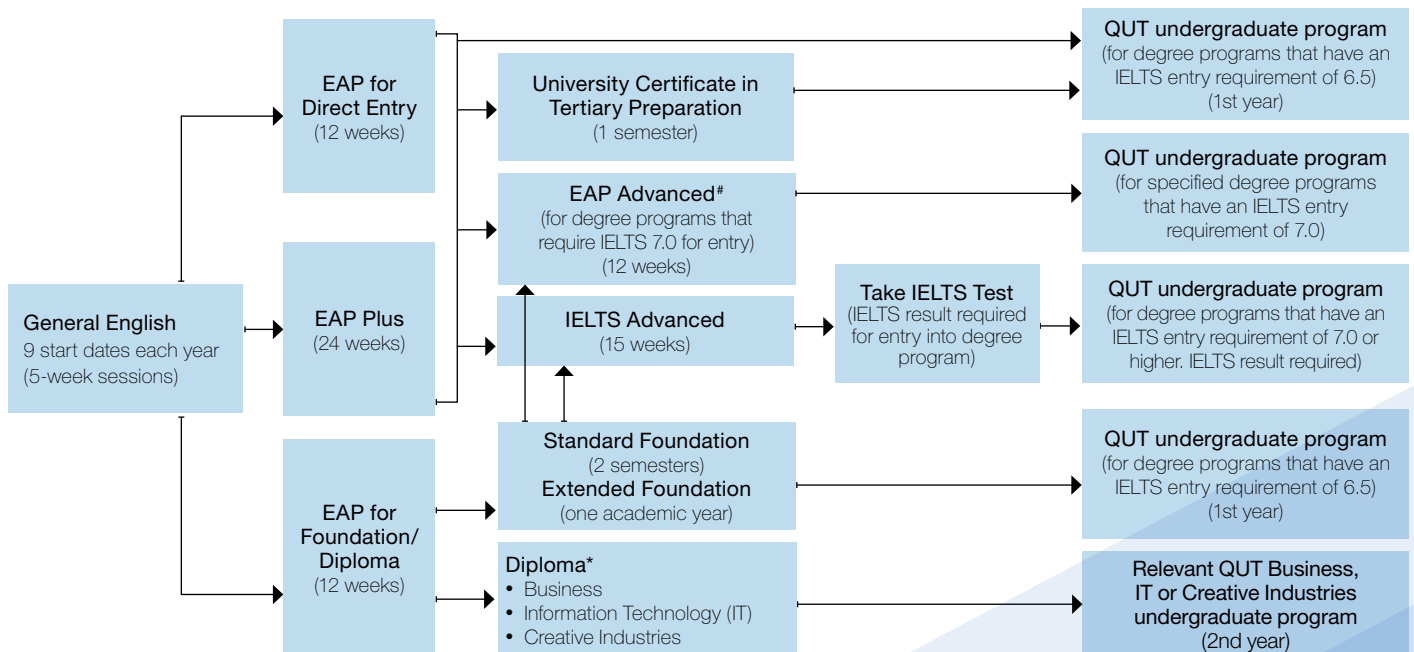 EAP for
Direct Entry
(12 weeks)
University Certificate in
Tertiary Preparation
(1 semester)
QUT undergraduate program
(for degree programs that have an
IELTS entry requirement of 6.5)
(1st year)
EAP Advanced#
(for degree programs that
require IELTS 7.0 for entry)
(12 weeks)
QUT undergraduate program
(for specified degree programs
that have an IELTS entry
requirement of 7.0)
General English
9 start dates each year
(5-week sessions)
EAP Plus
(24 weeks)
IELTS Advanced
(15 weeks)
Take IELTS Test
(IELTS result required
for entry into degree
program)
QUT undergraduate program
(for degree programs that have an
IELTS entry requirement of 7.0 or
higher. IELTS result required)
EAP for
Foundation/
Diploma
(12 weeks)
Standard Foundation
(2 semesters)
Extended Foundation
(one academic year)
QUT undergraduate program
(for degree programs that have an
IELTS entry requirement of 6.5)
(1st year)
Diploma*
• Business
• Information Technology (IT)
• Creative Industries
Relevant QUT Business,
IT or Creative Industries
undergraduate program
(2nd year)